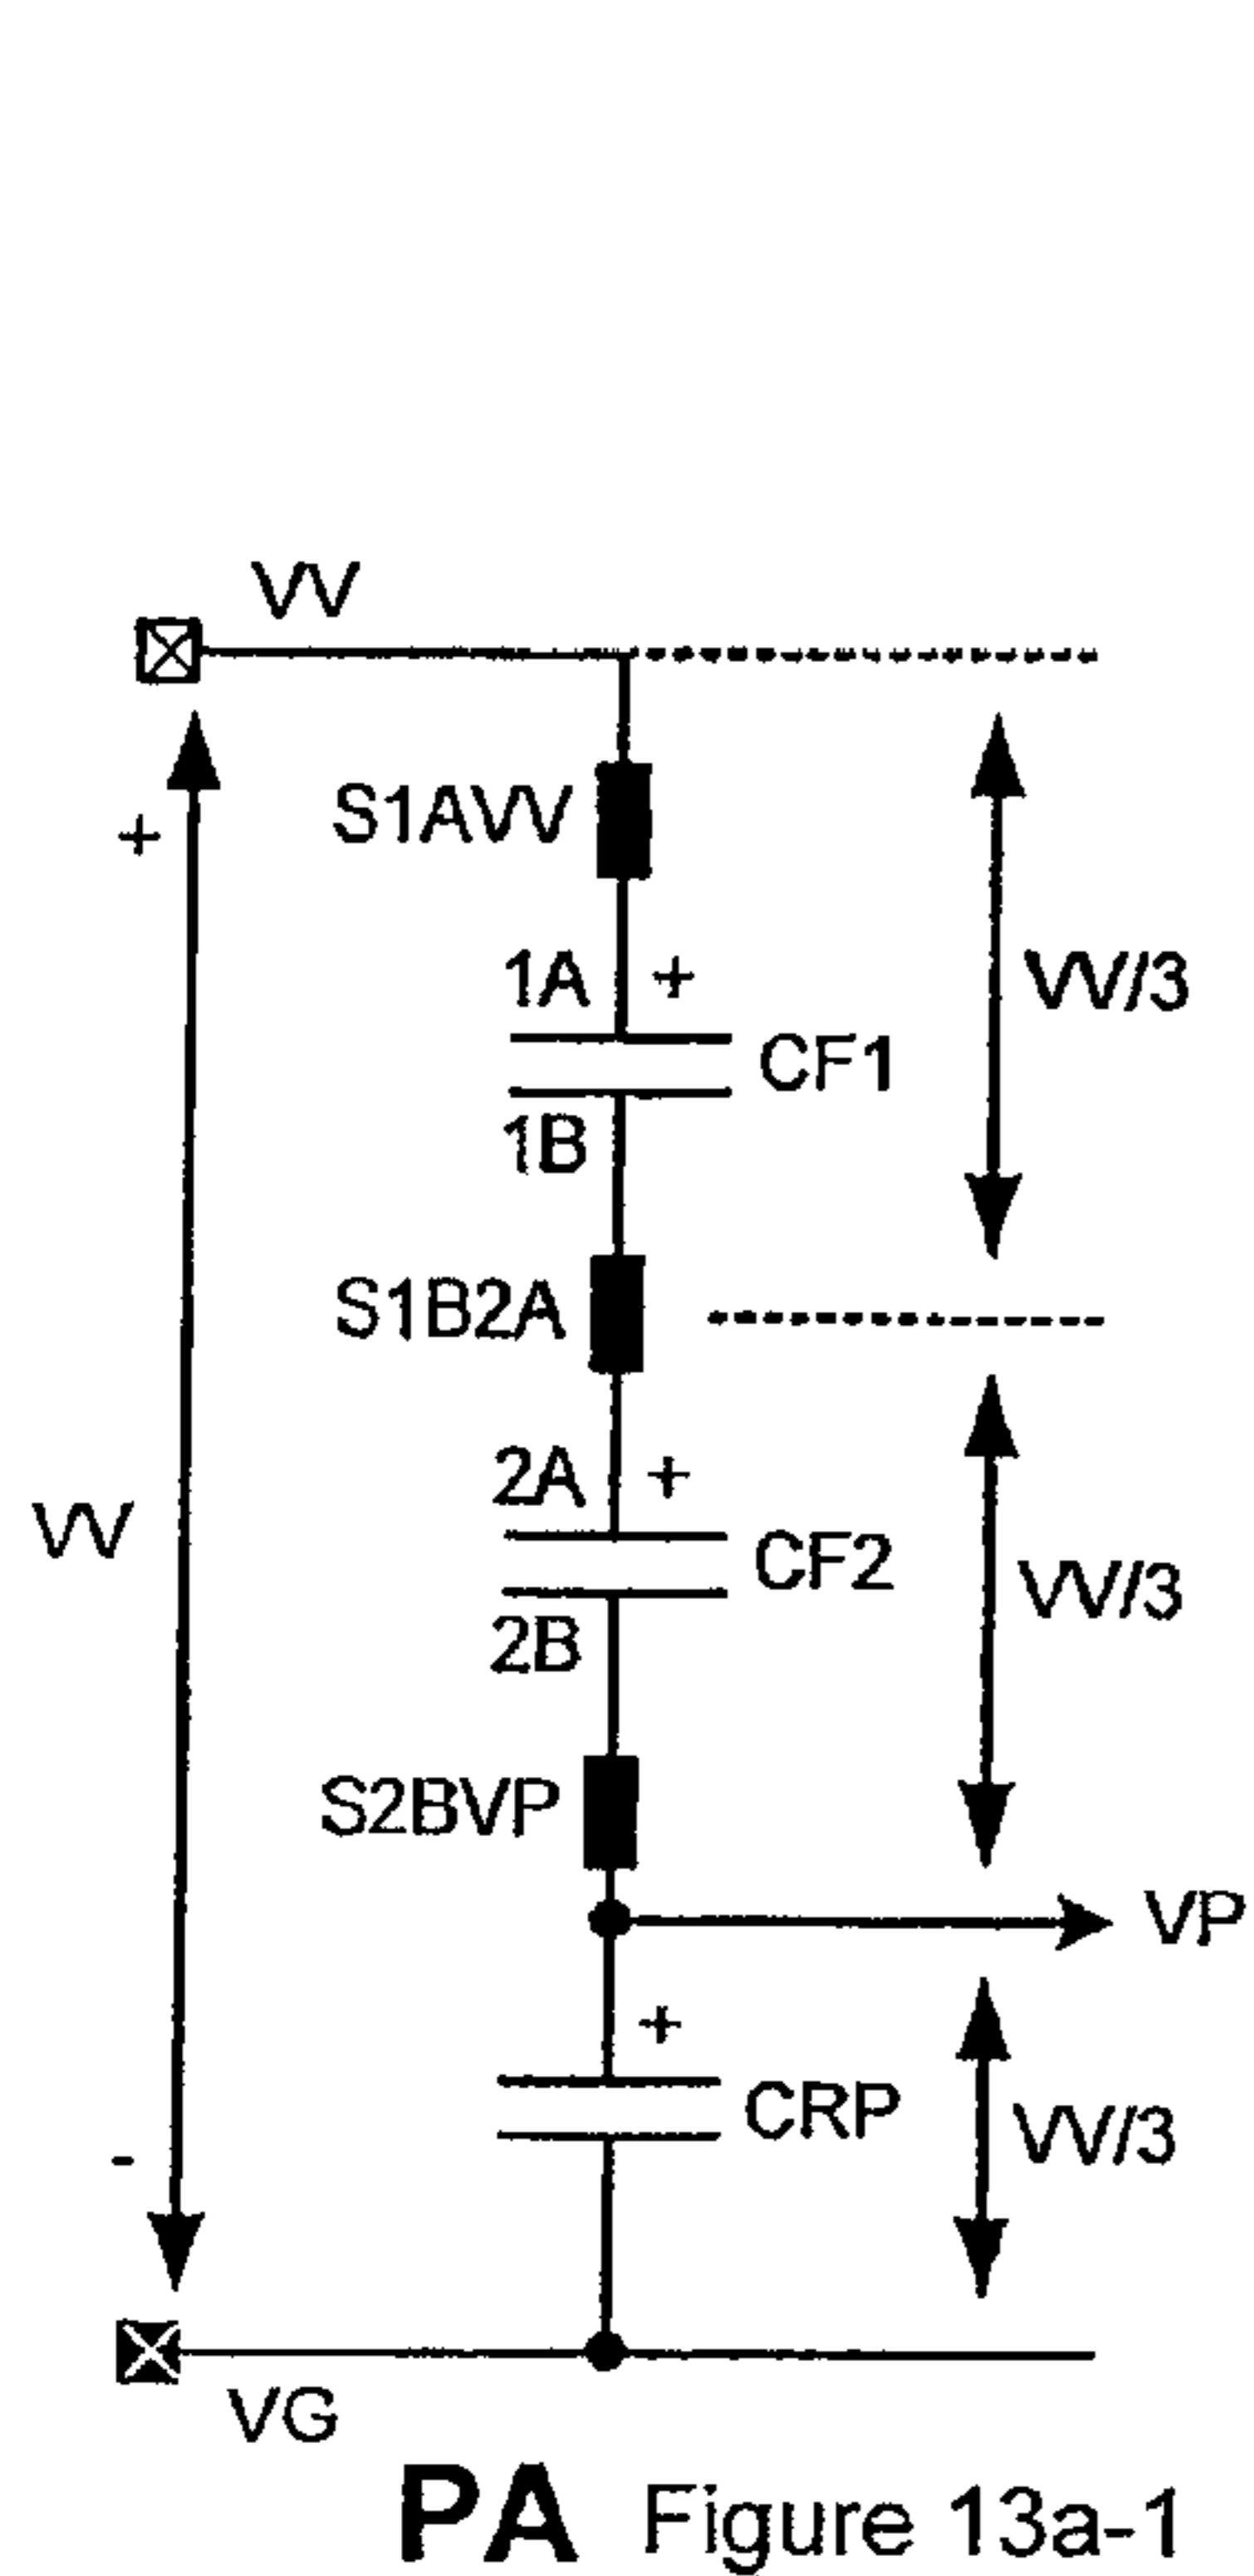 VV
S1AVV
+
1A +
VV/3
CF1
1B
S1B2A
2A +
VV
CF2
VV/3
2B
S2BVP
VP
+
CRP
VV/3
-
VG
PA Figure 13a-1